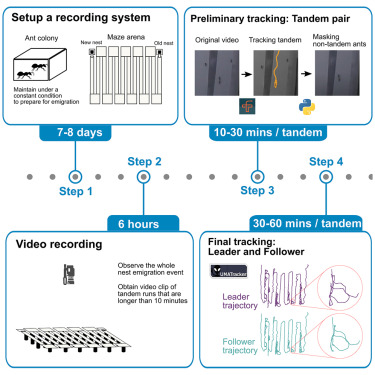 Setup a recording system
Ant colony
Maze arena
New nest
Old nest
Maintain under a
constant condition
to prepare for emigration
7-8 days
Preliminary tracking: Tandem pair
Original video
Tracking tandem
Masking
non-tandem ants
10-30 mins / tandem
Step 1
Step 2
Step 3
Step 4
6 hours
Video recording
Observe the whole
nest emigration event
Obtain video clip of
tandem runs that are
longer than 10 minutes
30-60 mins / tandem
Final tracking:
Leader and Follower
UMATracker
Leader
trajectory
Follower
trajectory